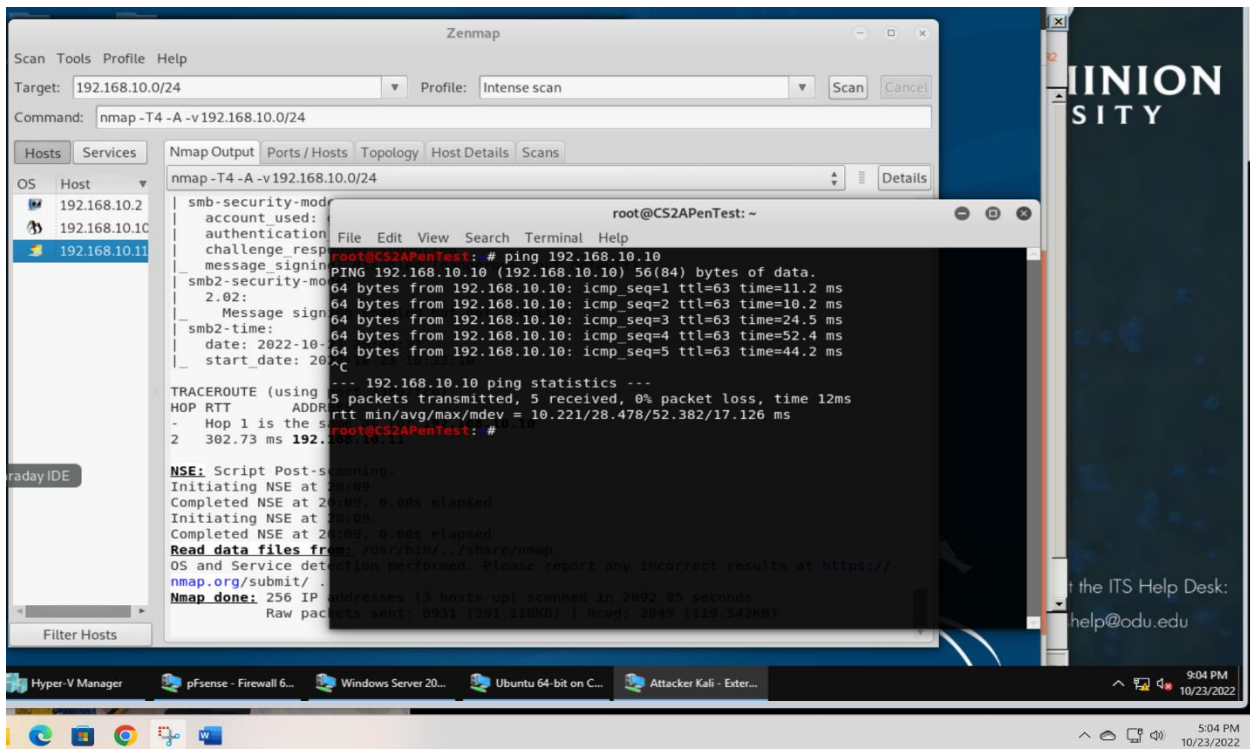 Zenmap
Scan Tools Profile Help
Target: 192.168.10.0/24 Profile: Intense scan Scan Cancel
Command: nmap -T4 -A -v 192.168.10.0/24
Hosts Services Nmap Output Ports / Hosts Topology Host Details Scans
OS Host nmap -T4 -A -v 192.168.10.0/24 Details
192.168.10.2
192.168.10.10
192.168.10.11
| smb-security-mode
| account_used:
| authentication
| challenge_resp
|_ message_signin
| smb2-security-mo
| 2.02:
|_ Message sign
| smb2-time:
| date: 2022-10-
|_ start_date: 20
TRACEROUTE (using
HOP RTT ADDR
- Hop 1 is the s 10.10
2 302.73 ms 192.168.10.11
NSE: Script Post-scanning.
Initiating NSE at 20:09
Completed NSE at 20:09, 0.00s elapsed
Initiating NSE at 20:09
Completed NSE at 20:09, 0.00s elapsed
Read data files from: /usr/bin/../share/nmap
OS and Service detection performed. Please report any incorrect results at https://
nmap.org/submit/ .
Nmap done: 256 IP addresses (3 hosts up) scanned in 2092.05 seconds
Raw packets sent: 8931 (391.110KB) | Rcvd: 2845 (119.542KB)
Filter Hosts
root@CS2APenTest: ~
File Edit View Search Terminal Help
root@CS2APenTest:~# ping 192.168.10.10
PING 192.168.10.10 (192.168.10.10) 56(84) bytes of data.
64 bytes from 192.168.10.10: icmp_seq=1 ttl=63 time=11.2 ms
64 bytes from 192.168.10.10: icmp_seq=2 ttl=63 time=10.2 ms
64 bytes from 192.168.10.10: icmp_seq=3 ttl=63 time=24.5 ms
64 bytes from 192.168.10.10: icmp_seq=4 ttl=63 time=52.4 ms
64 bytes from 192.168.10.10: icmp_seq=5 ttl=63 time=44.2 ms
^C
--- 192.168.10.10 ping statistics ---
5 packets transmitted, 5 received, 0% packet loss, time 12ms
rtt min/avg/max/mdev = 10.221/28.478/52.382/17.126 ms
root@CS2APenTest:~#
raday IDE
R2
INION
SITY
t the ITS Help Desk:
help@odu.edu
Hyper-V Manager pFsense - Firewall 6... Windows Server 20... Ubuntu 64-bit on C... Attacker Kali - Exter...
9:04 PM
10/23/2022
5:04 PM
10/23/2022